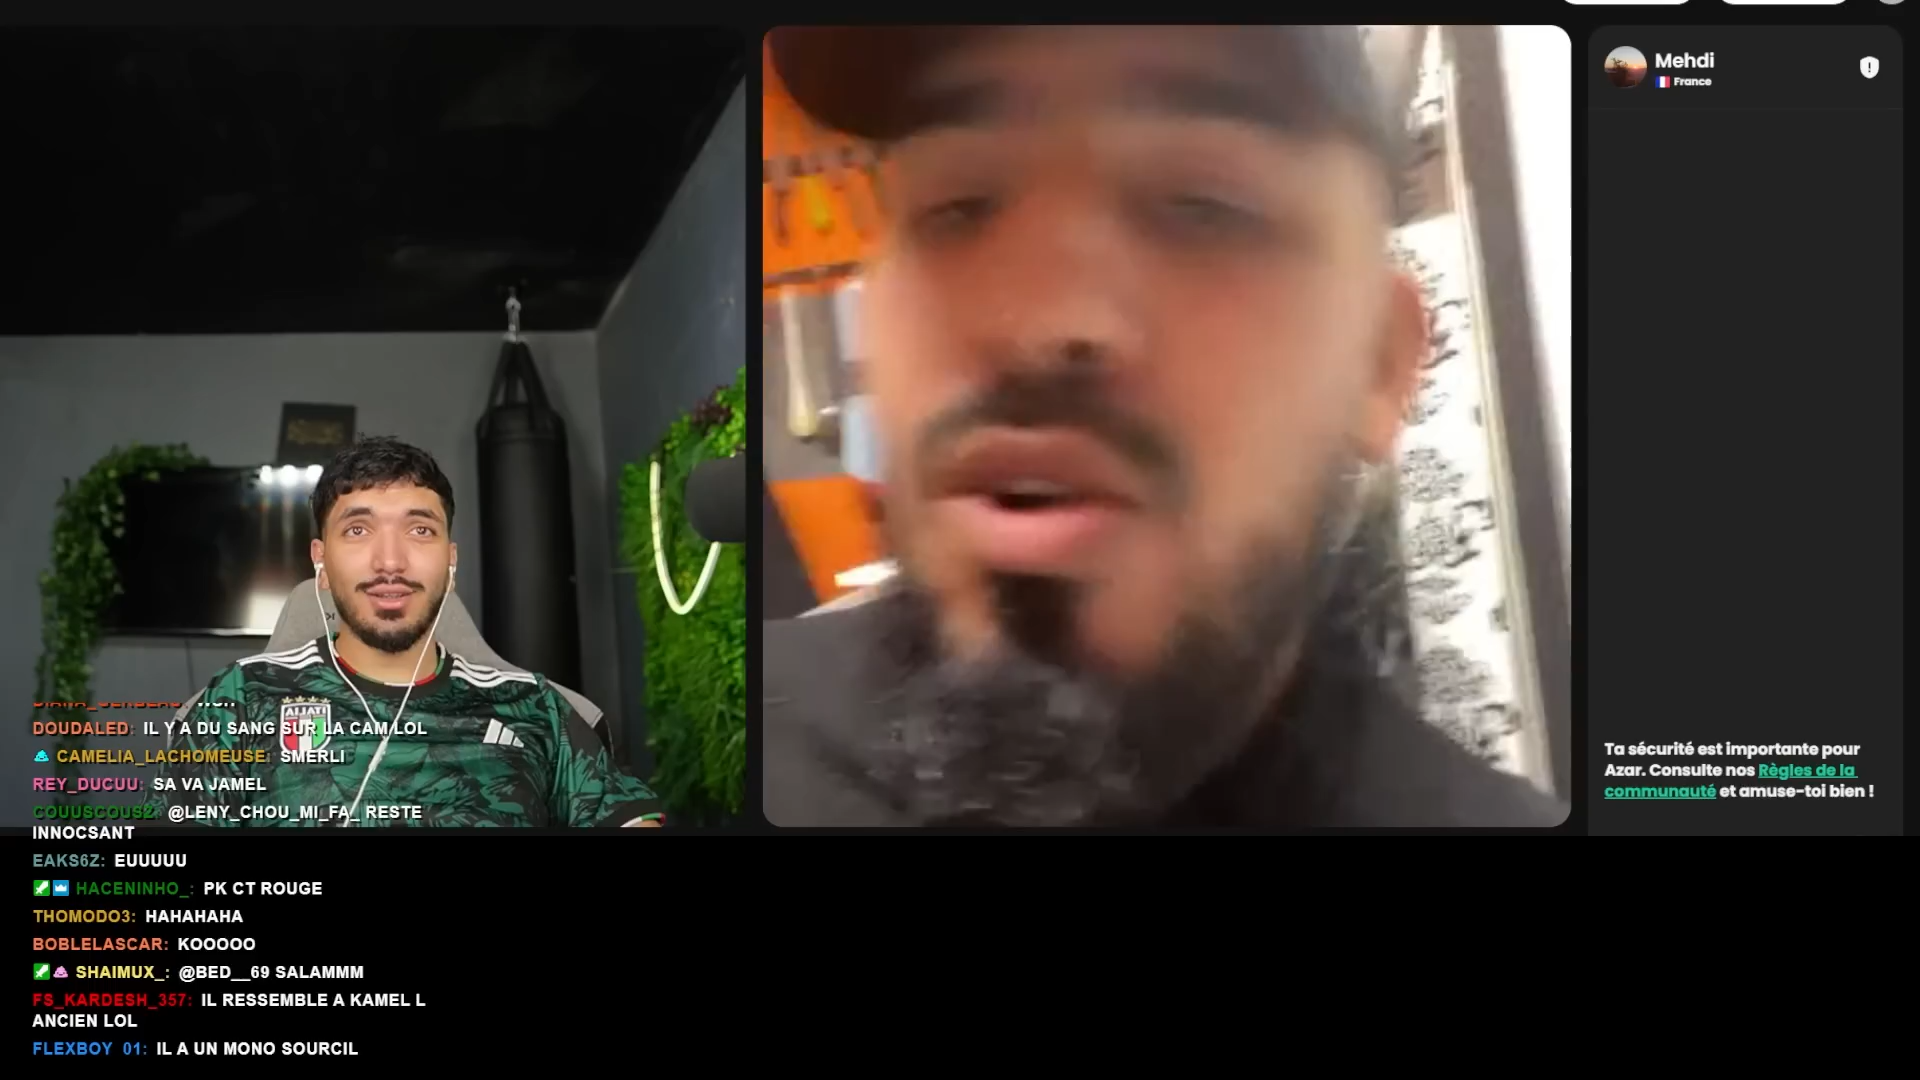 Mehdi
France
Ta sécurité est importante pour
Azar. Consulte nos Règles de la
communauté et amuse-toi bien !
AIJATI
DOUDALED: IL Y A DU SANG SUR LA CAM LOL
CAMELIA_LACHOMEUSE: SMERLI
REY_DUCUU: SA VA JAMEL
COUUSCOUSZ: @LENY_CHOU_MI_FA_ RESTE
INNOCSANT
EAKS6Z: EUUUUU
HACENINHO_: PK CT ROUGE
THOMODO3: HAHAHAHA
BOBLELASCAR: KOOOOO
SHAIMUX_: @BED__69 SALAMMM
FS_KARDESH_357: IL RESSEMBLE A KAMEL L
ANCIEN LOL
FLEXBOY_01: IL A UN MONO SOURCIL